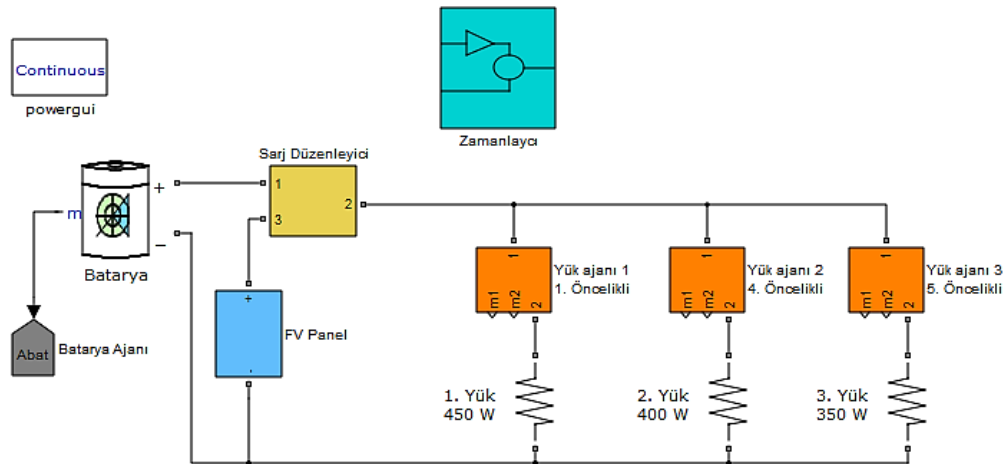 Continuous
powergui
Zamanlaycı
Sarj Düzenleyici
1
3
2
+
m
−
Batarya
Abat
Batarya Ajanı
+
-
FV Panel
1
m1
m2
2
Yük ajanı 1
1. Öncelikli
1
m1
m2
2
Yük ajanı 2
4. Öncelikli
1
m1
m2
2
Yük ajanı 3
5. Öncelikli
1. Yük
450 W
2. Yük
400 W
3. Yük
350 W